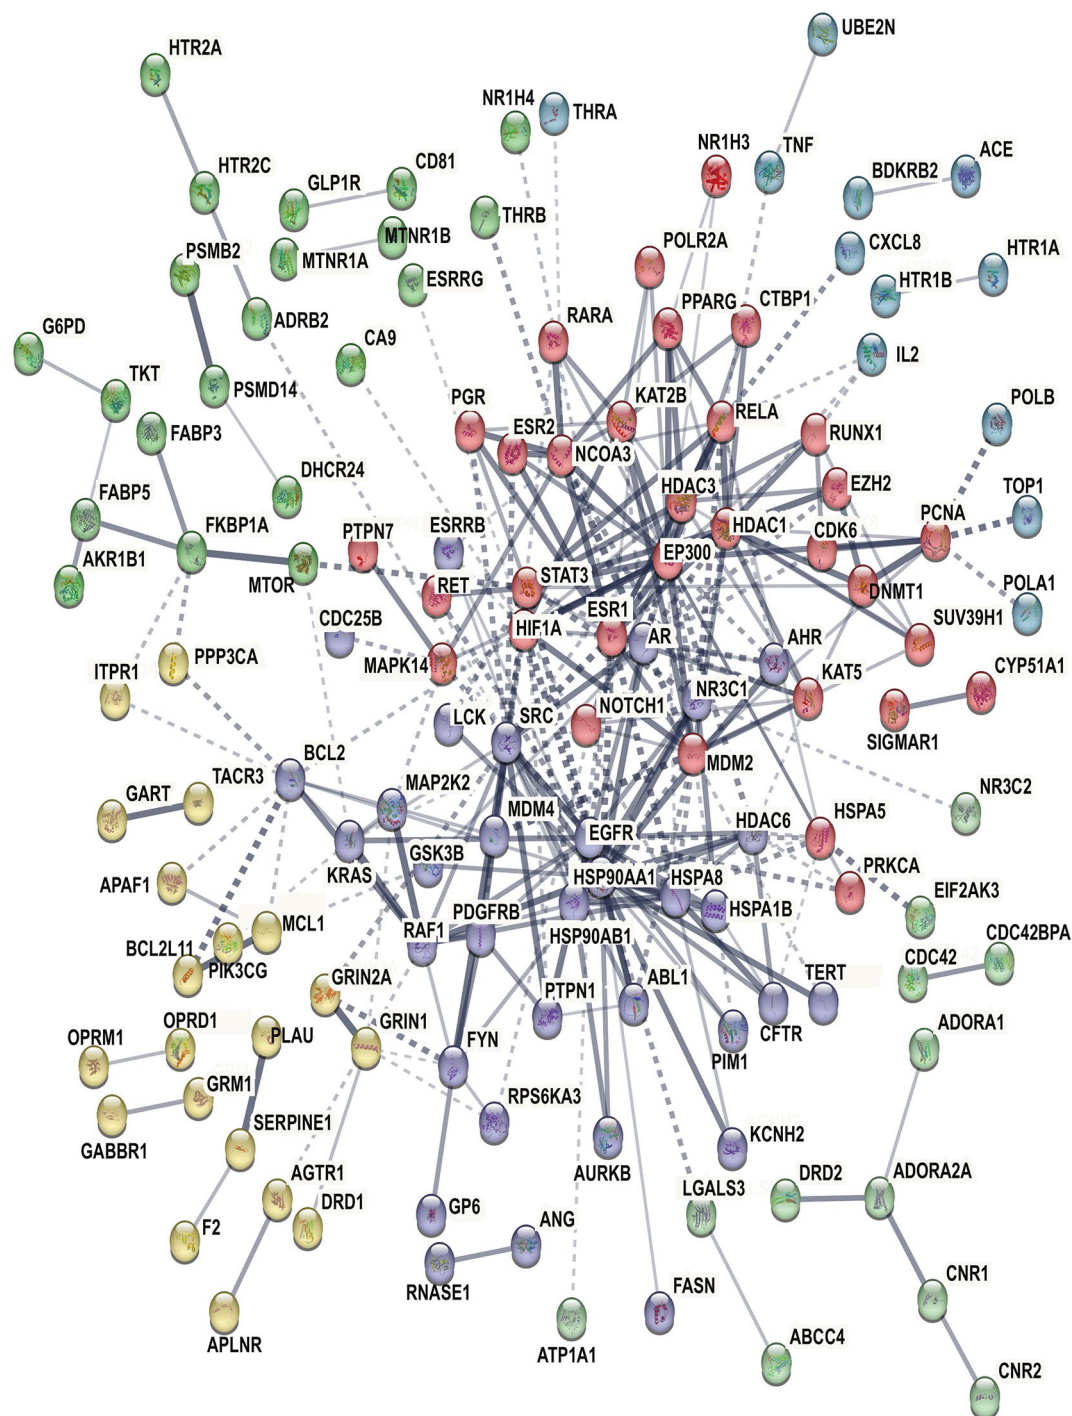 UBE2N
HTR2A
NR1H4
THRA
NR1H3
TNF
ACE
BDKRB2
HTR2C
CD81
GLP1R
THRB
MTNR1B
CXCL8
POLR2A
PSMB2
MTNR1A
HTR1A
ESRRG
HTR1B
PPARG
CTBP1
RARA
ADRB2
G6PD
CA9
IL2
TKT
PSMD14
KAT2B
POLB
PGR
RELA
ESR2
RUNX1
FABP3
NCOA3
DHCR24
HDAC3
EZH2
TOP1
FABP5
PCNA
FKBP1A
ESRRB
HDAC1
CDK6
PTPN7
EP300
AKR1B1
STAT3
MTOR
RET
DNMT1
POLA1
ESR1
SUV39H1
CDC25B
HIF1A
AR
AHR
PPP3CA
MAPK14
KAT5
CYP51A1
ITPR1
NR3C1
NOTCH1
LCK
SRC
SIGMAR1
MDM2
BCL2
TACR3
MAP2K2
NR3C2
GART
MDM4
EGFR
HDAC6
HSPA5
GSK3B
KRAS
HSP90AA1
HSPA8
PRKCA
APAF1
EIF2AK3
PDGFRB
HSPA1B
MCL1
RAF1
HSP90AB1
CDC42BPA
BCL2L11
PIK3CG
CDC42
GRIN2A
TERT
PTPN1
ABL1
OPRD1
PLAU
GRIN1
CFTR
ADORA1
OPRM1
FYN
PIM1
GRM1
RPS6KA3
SERPINE1
KCNH2
GABBR1
AURKB
AGTR1
DRD2
ADORA2A
LGALS3
DRD1
GP6
ANG
F2
CNR1
RNASE1
FASN
APLNR
ATP1A1
ABCC4
CNR2